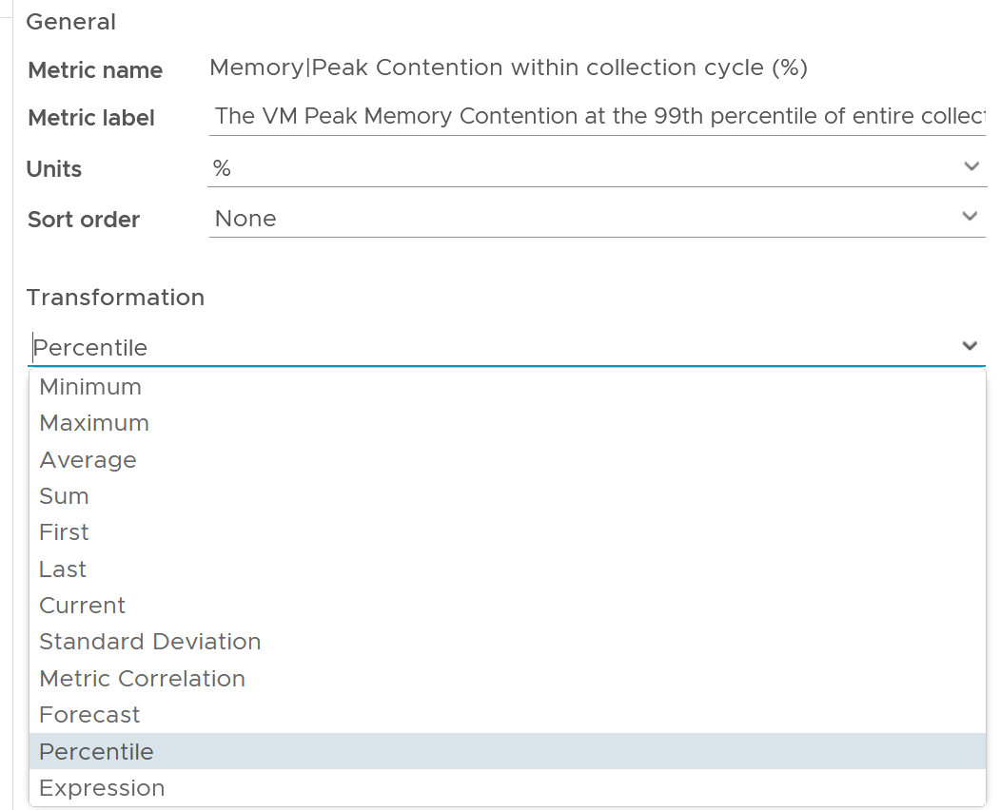 General
Metric name Memory|Peak Contention within collection cycle (%)
Metric label The VM Peak Memory Contention at the 99th percentile of entire collect
Units %
Sort order None
Transformation
Percentile
Minimum
Maximum
Average
Sum
First
Last
Current
Standard Deviation
Metric Correlation
Forecast
Percentile
Expression